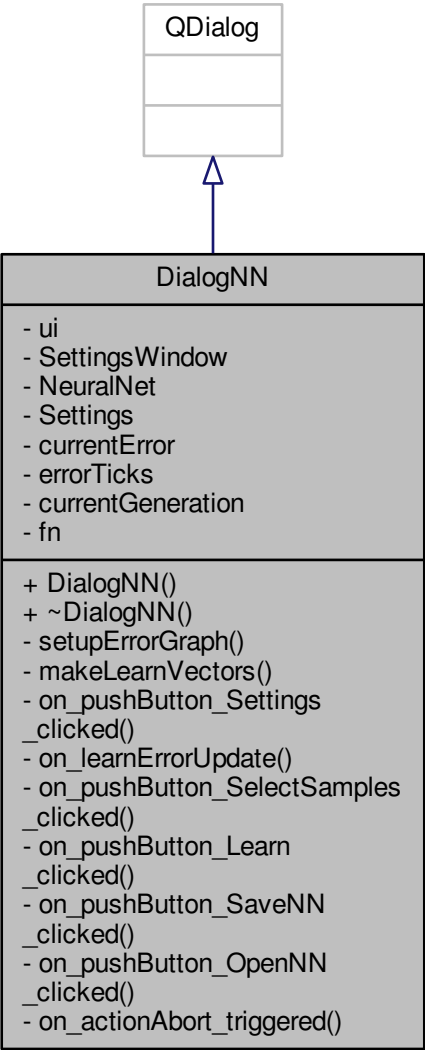 QDialog
DialogNN
- ui
- SettingsWindow
- NeuralNet
- Settings
- currentError
- errorTicks
- currentGeneration
- fn
+ DialogNN()
+ ~DialogNN()
- setupErrorGraph()
- makeLearnVectors()
- on_pushButton_Settings
_clicked()
- on_learnErrorUpdate()
- on_pushButton_SelectSamples
_clicked()
- on_pushButton_Learn
_clicked()
- on_pushButton_SaveNN
_clicked()
- on_pushButton_OpenNN
_clicked()
- on_actionAbort_triggered()